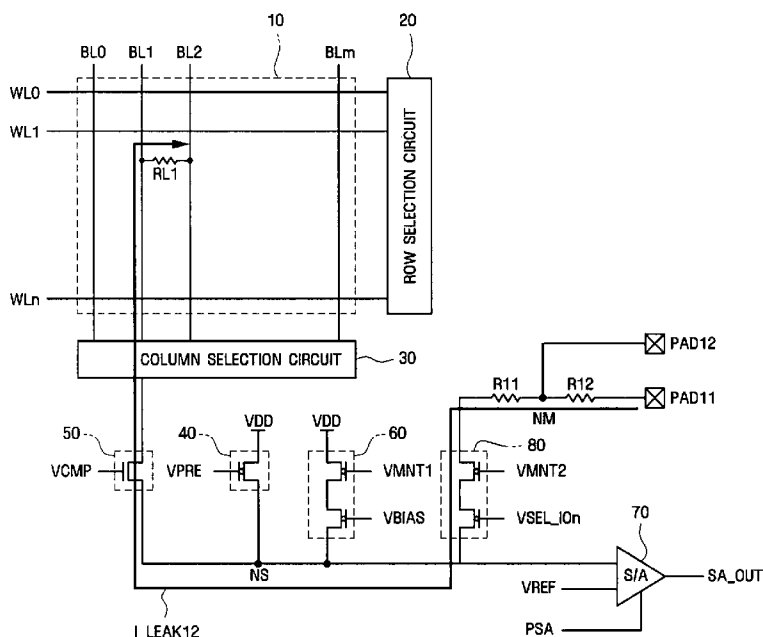 10
20
BL0 BL1 BL2 BLm
WL0
WL1
RL1
ROW SELECTION CIRCUIT
WLn
COLUMN SELECTION CIRCUIT
30
PAD12
R11 R12
PAD11
NM
50
40
VDD
VDD
60
80
VCMP
VPRE
VMNT1
VMNT2
VBIAS
VSEL_IOn
70
NS
S/A
SA_OUT
VREF
PSA
I_LEAK12